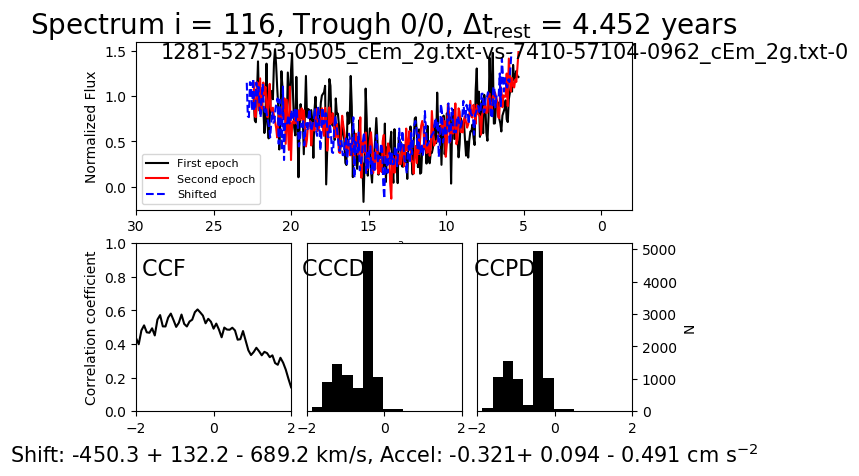 Spectrum i = 116, Trough 0/0, Δt_rest = 4.452 years
1281-52753-0505_cEm_2g.txt-vs-7410-57104-0962_cEm_2g.txt-0
Normalized Flux
1.5
1.0
0.5
0.0
First epoch
Second epoch
Shifted
30 25 20 15 10 5 0
Correlation coefficient
1.0
0.8
0.6
0.4
0.2
0.0
CCF
−2 0 2
CCCD
−2 0 2
CCPD
−2 0 2
5000
4000
3000
2000
1000
0
N
Shift: -450.3 + 132.2 - 689.2 km/s, Accel: -0.321+ 0.094 - 0.491 cm s⁻²